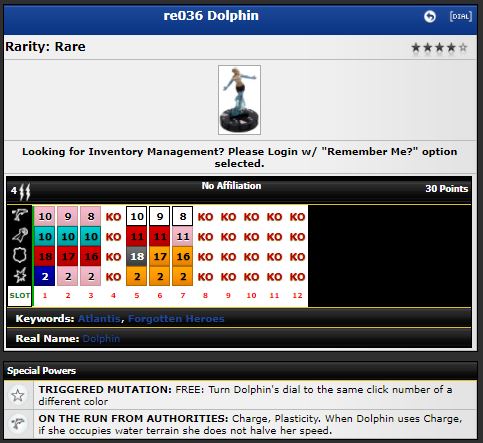 re036 Dolphin
[DIAL]
Rarity: Rare
Looking for Inventory Management? Please Login w/ "Remember Me?" option
selected.
4 No Affiliation 30 Points
10 9 8 KO 10 9 8 KO KO KO KO KO
10 10 10 KO 11 11 11 KO KO KO KO KO
18 17 16 KO 18 17 16 KO KO KO KO KO
2 2 2 KO 2 2 2 KO KO KO KO KO
SLOT 1 2 3 4 5 6 7 8 9 10 11 12
Keywords: Atlantis, Forgotten Heroes
Real Name: Dolphin
Special Powers
TRIGGERED MUTATION: FREE: Turn Dolphin's dial to the same click number of a
different color
ON THE RUN FROM AUTHORITIES: Charge, Plasticity. When Dolphin uses Charge,
if she occupies water terrain she does not halve her speed.